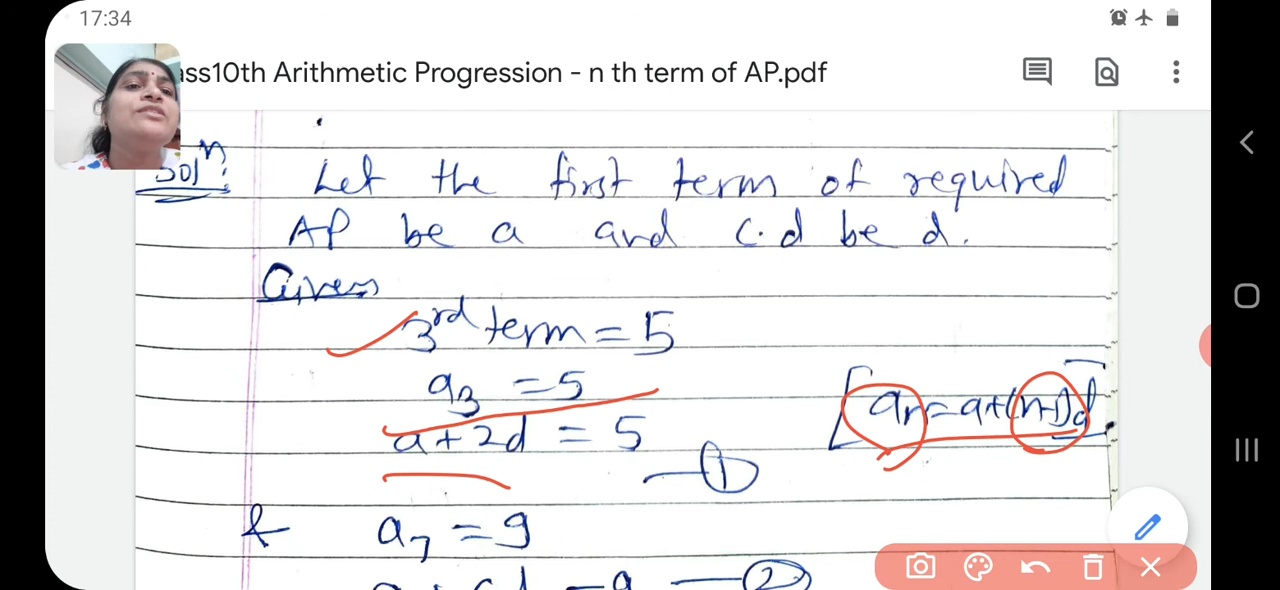 17:34
ass10th Arithmetic Progression - n th term of AP.pdf
Solⁿ:
Let the first term of required
AP be a and c.d be d.
Given
3rd term = 5
a3 = 5
[an = a+(n-1)d]
a+2d = 5 —①
& a7 = 9